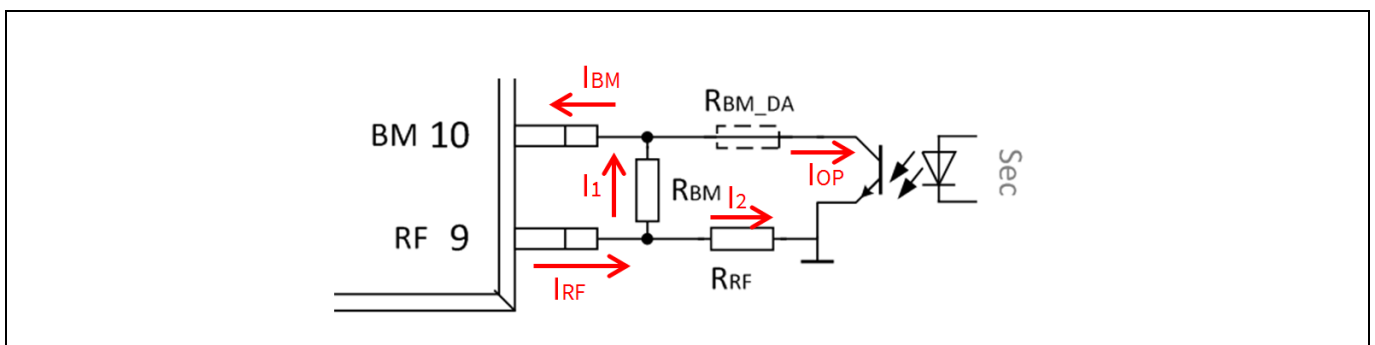 IBM
RBM_DA
BM 10
IOP
Sec
I1
RBM
I2
RF 9
IRF
RRF